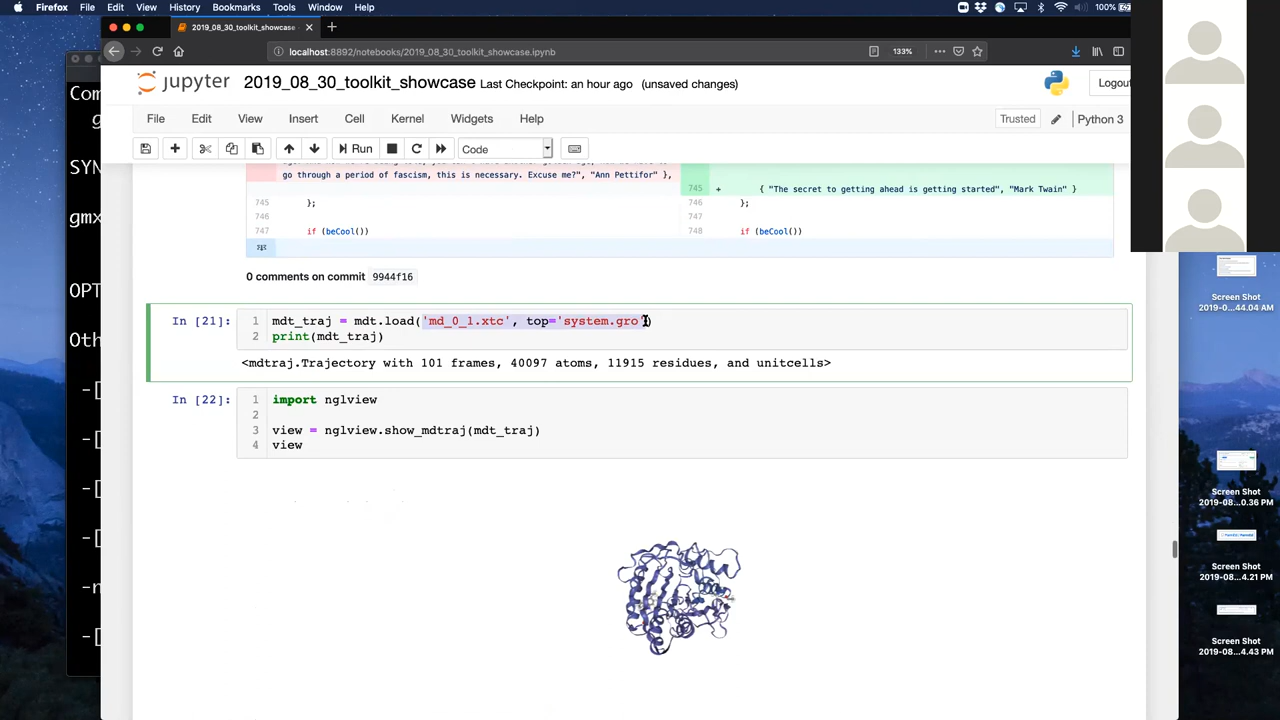 Firefox File Edit View History Bookmarks Tools Window Help 100%
2019_08_30_toolkit_showcase -
localhost:8892/notebooks/2019_08_30_toolkit_showcase.ipynb 133%
jupyter 2019_08_30_toolkit_showcase Last Checkpoint: an hour ago (unsaved changes) Logout
File Edit View Insert Cell Kernel Widgets Help Trusted Python 3
Run Code
Com
g
SYN
gmx
OPT
Oth
-[
-[
-[
-[
-n
-[
go through a period of fascism, this is necessary. Excuse me?", "Ann Pettifor" },
745 + { "The secret to getting ahead is getting started", "Mark Twain" }
745 }; 746 };
746 747
747 if (beCool()) 748 if (beCool())
0 comments on commit 9944f16
In [21]: 1 mdt_traj = mdt.load('md_0_1.xtc', top='system.gro')
2 print(mdt_traj)
<mdtraj.Trajectory with 101 frames, 40097 atoms, 11915 residues, and unitcells>
In [22]: 1 import nglview
2
3 view = nglview.show_mdtraj(mdt_traj)
4 view
Screen Shot
2019-08...44.04 AM
Screen Shot
2019-08...0.36 PM
Screen Shot
2019-08...4.21 PM
Screen Shot
2019-08...4.43 PM